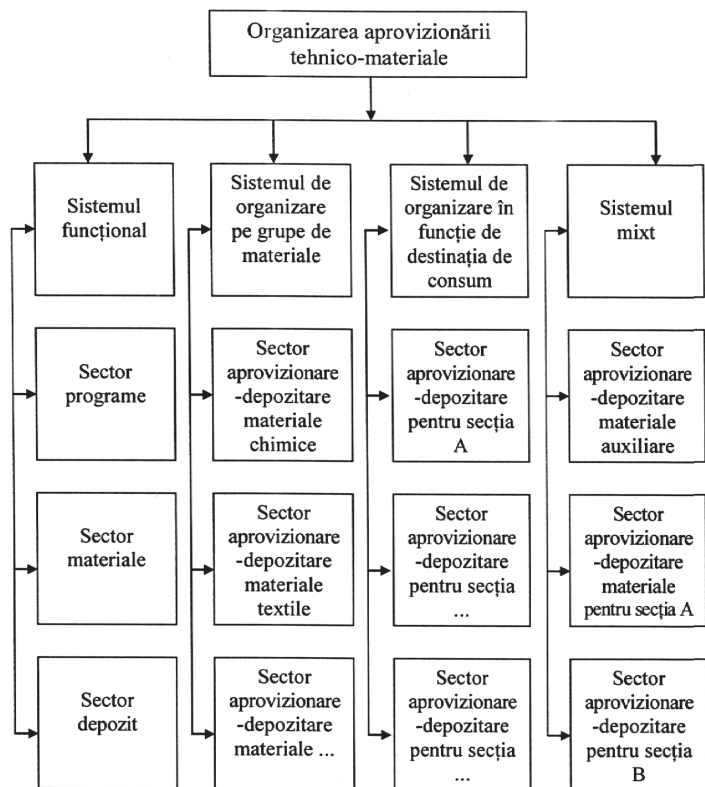 Organizarea aprovizionării
tehnico-materiale
Sistemul
funcțional
Sistemul de
organizare
pe grupe de
materiale
Sistemul de
organizare în
funcție de
destinația de
consum
Sistemul
mixt
Sector
programe
Sector
aprovizionare
-depozitare
materiale
chimice
Sector
aprovizionare
-depozitare
pentru secția
A
Sector
aprovizionare
-depozitare
materiale
auxiliare
Sector
materiale
Sector
aprovizionare
-depozitare
materiale
textile
Sector
aprovizionare
-depozitare
pentru secția
...
Sector
aprovizionare
-depozitare
materiale
pentru secția A
Sector
depozit
Sector
aprovizionare
-depozitare
materiale ...
Sector
aprovizionare
-depozitare
pentru secția
...
Sector
aprovizionare
-depozitare
pentru secția
B